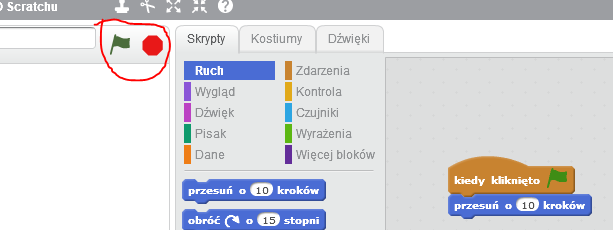 O Scratchu
Skrypty Kostiumy Dźwięki
Ruch Zdarzenia
Wygląd Kontrola
Dźwięk Czujniki
Pisak Wyrażenia
Dane Więcej bloków
przesuń o 10 kroków
obróć o 15 stopni
kiedy kliknięto
przesuń o 10 kroków